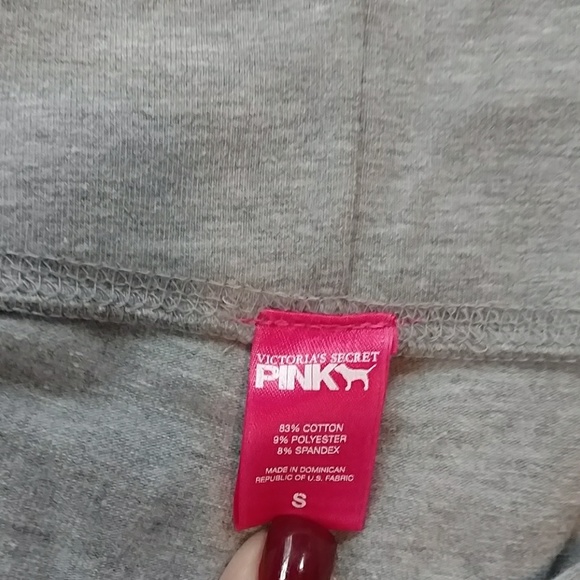 VICTORIA'S SECRET
PINK
83% COTTON
9% POLYESTER
8% SPANDEX
MADE IN DOMINICAN
REPUBLIC OF U.S. FABRIC
S